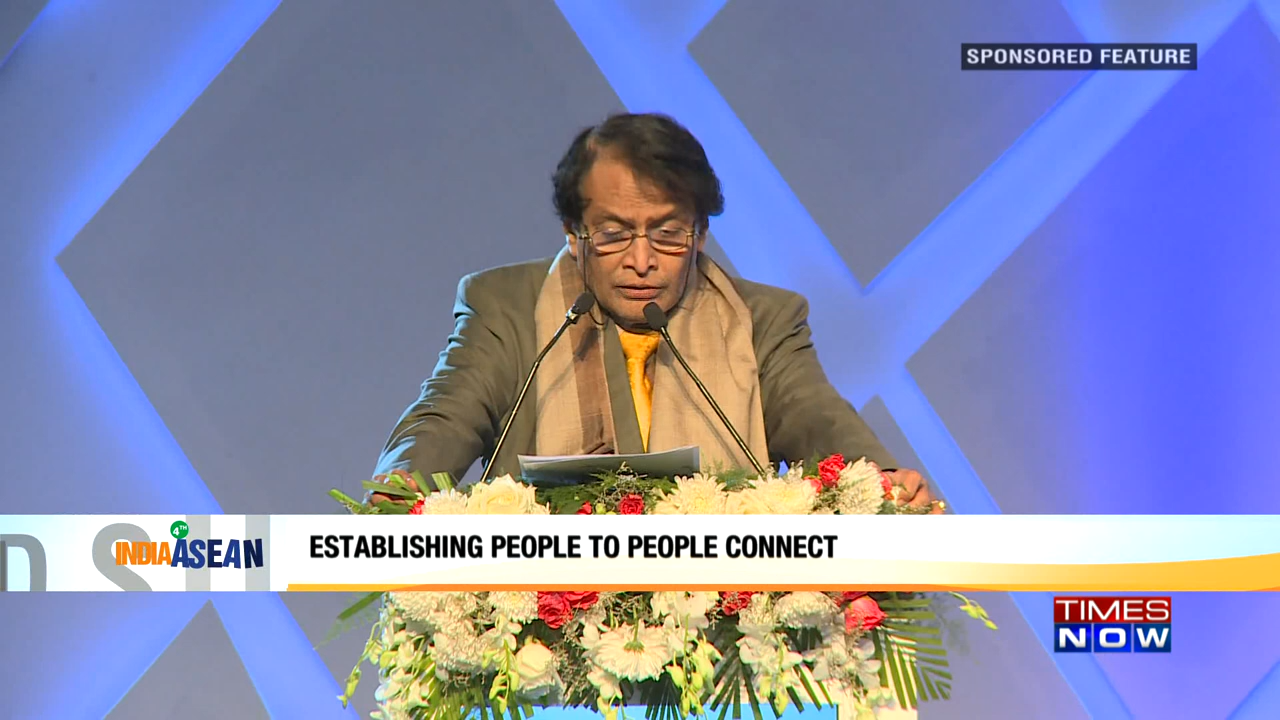 SPONSORED FEATURE
4TH
INDIA ASEAN
ESTABLISHING PEOPLE TO PEOPLE CONNECT
TIMES
NOW